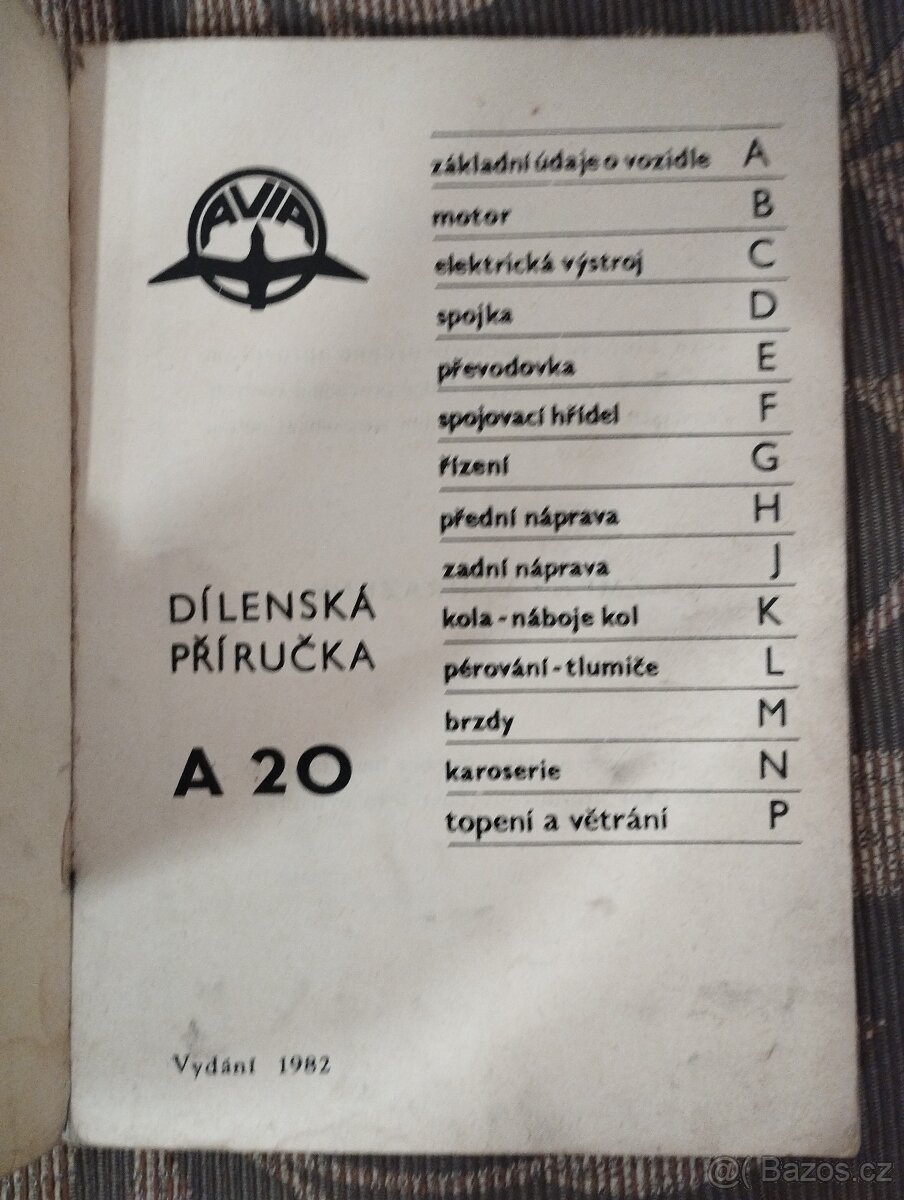 AVIA
DÍLENSKÁ
PŘÍRUČKA
A 20
Vydání 1982
základní údaje o vozidle A
motor B
elektrická výstroj C
spojka D
převodovka E
spojovací hřídel F
řízení G
přední náprava H
zadní náprava J
kola - náboje kol K
pérování - tlumiče L
brzdy M
karoserie N
topení a větrání P
@( Bazos.cz